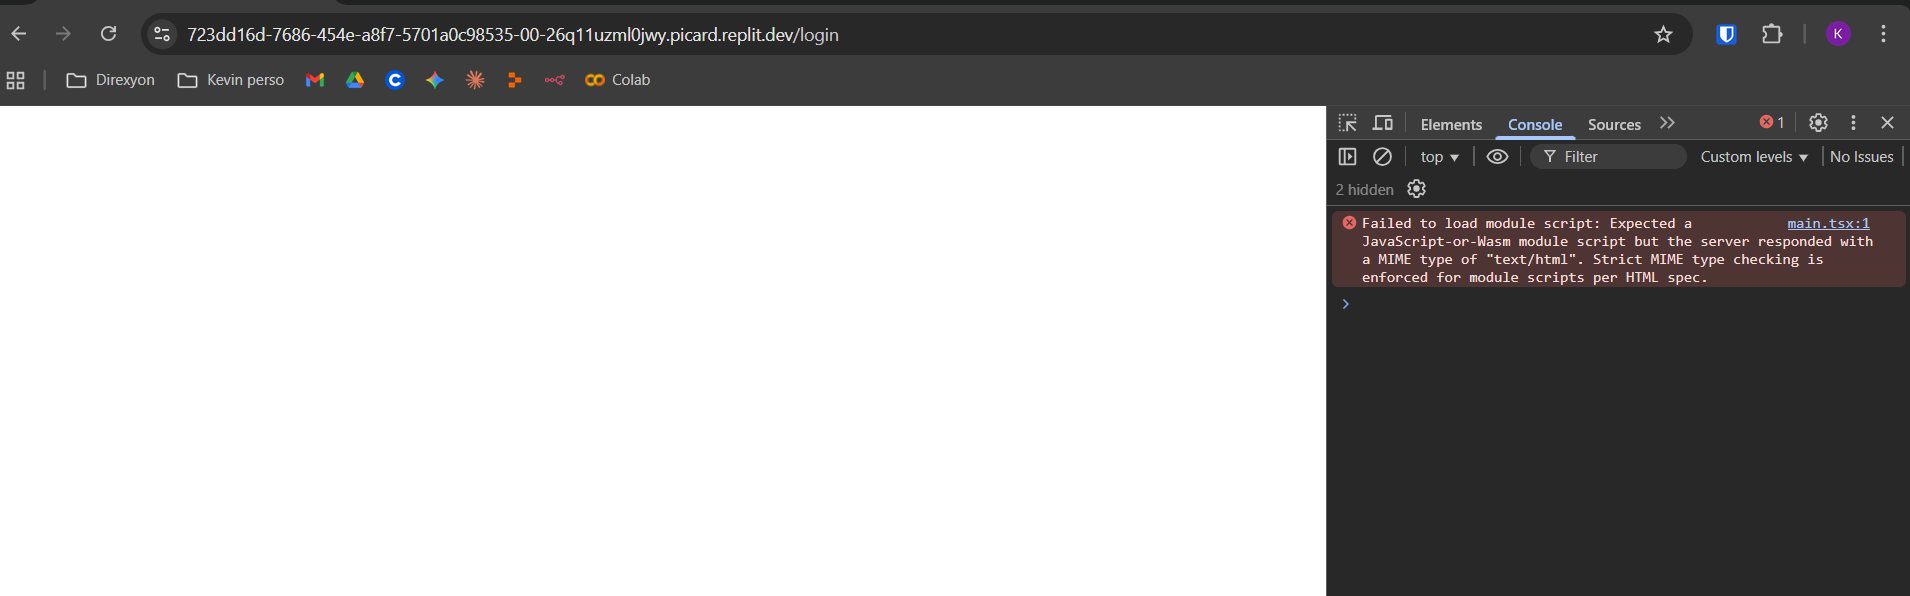 723dd16d-7686-454e-a8f7-5701a0c98535-00-26q11uzml0jwy.picard.replit.dev/login
K
Direxyon Kevin perso Colab
Elements Console Sources 1
top Filter Custom levels No Issues
2 hidden
Failed to load module script: Expected a main.tsx:1
JavaScript-or-Wasm module script but the server responded with
a MIME type of "text/html". Strict MIME type checking is
enforced for module scripts per HTML spec.